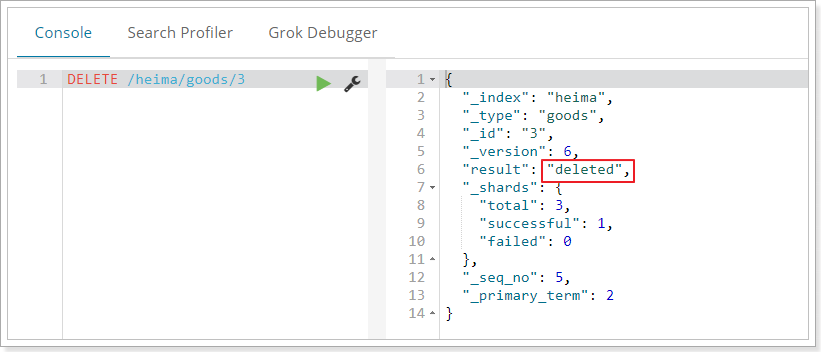 Console Search Profiler Grok Debugger
1 DELETE /heima/goods/3
1 {
2 "_index": "heima",
3 "_type": "goods",
4 "_id": "3",
5 "_version": 6,
6 "result": "deleted",
7 "_shards": {
8 "total": 3,
9 "successful": 1,
10 "failed": 0
11 },
12 "_seq_no": 5,
13 "_primary_term": 2
14 }